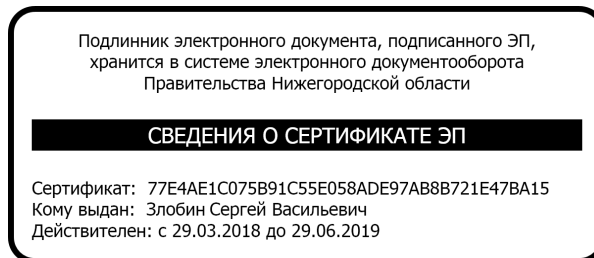 Подлинник электронного документа, подписанного ЭП,
хранится в системе электронного документооборота
Правительства Нижегородской области
СВЕДЕНИЯ О СЕРТИФИКАТЕ ЭП
Сертификат: 77E4AE1C075B91C55E058ADE97AB8B721E47BA15
Кому выдан: Злобин Сергей Васильевич
Действителен: с 29.03.2018 до 29.06.2019